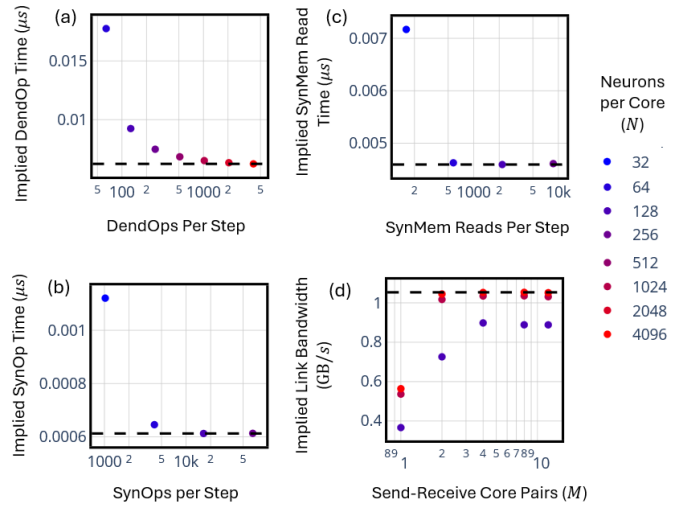 (a)
Implied DendOp Time (μs)
0.015
0.01
5 100 2 5 1000 2 5
DendOps Per Step
(c)
Implied SynMem Read
Time (μs)
0.007
0.006
0.005
2 5 1000 2 5 10k
SynMem Reads Per Step
Neurons
per Core
(N)
32
64
128
256
512
1024
2048
4096
(b)
Implied SynOp Time (μs)
0.001
0.0008
0.0006
1000 2 5 10k 2 5
SynOps per Step
(d)
Implied Link Bandwidth
(GB/s)
1
0.8
0.6
0.4
89 1 2 3 4 5 6 7 89 10
Send-Receive Core Pairs (M)